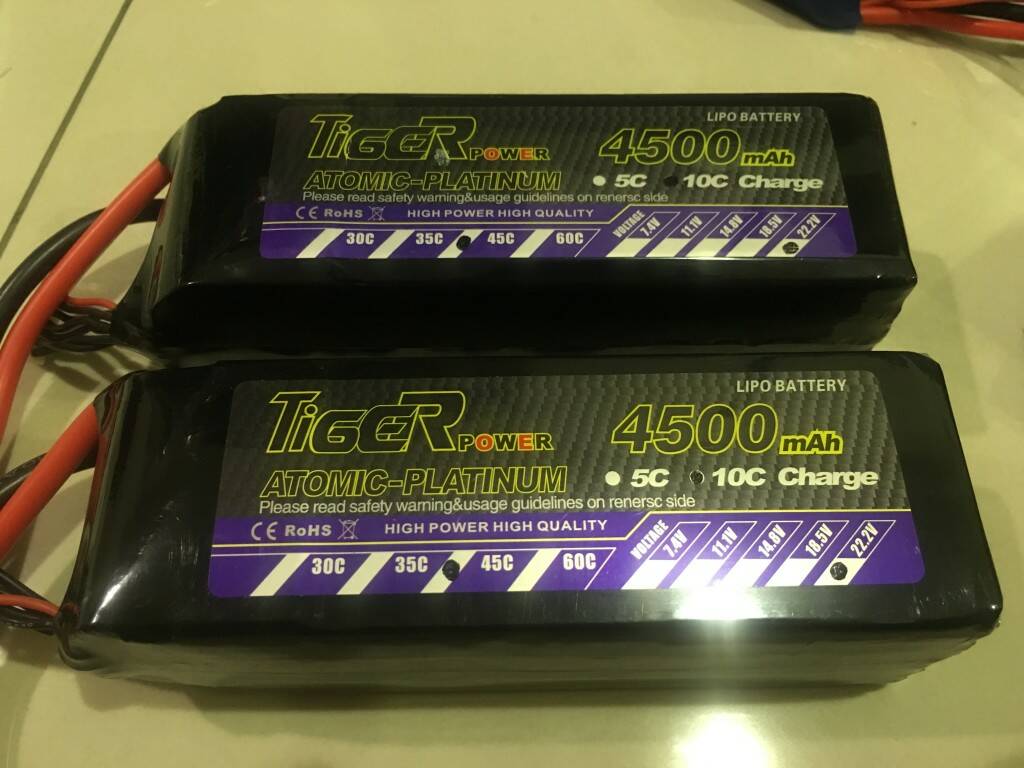 LIPO BATTERY
TiGER POWER 4500 mAh
ATOMIC-PLATINUM 5C 10C Charge
Please read safety warning&usage guidelines on renersc side
CE RoHS HIGH POWER HIGH QUALITY
30C 35C 45C 60C VOLTAGE 7.4V 11.1V 14.8V 18.5V 22.2V
LIPO BATTERY
TiGER POWER 4500 mAh
ATOMIC-PLATINUM 5C 10C Charge
Please read safety warning&usage guidelines on renersc side
CE RoHS HIGH POWER HIGH QUALITY
30C 35C 45C 60C VOLTAGE 7.4V 11.1V 14.8V 18.5V 22.2V